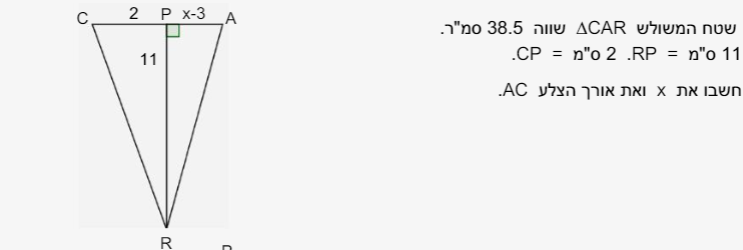 שטח המשולש ΔCAR שווה 38.5 סמ"ר.
11 ס"מ = RP. 2 ס"מ = CP.
חשבו את x ואת אורך הצלע AC.
C 2 P x-3 A
11
R